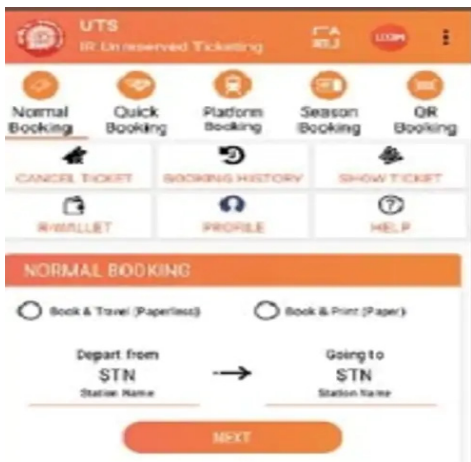 UTS
IR Unreserved Ticketing
LOGIN
Normal Booking
Quick Booking
Platform Booking
Season Booking
QR Booking
CANCEL TICKET
BOOKING HISTORY
SHOW TICKET
R-WALLET
PROFILE
HELP
NORMAL BOOKING
Book & Travel (Paperless)
Book & Print (Paper)
Depart from
Going to
STN
→
STN
Station Name
Station Name
NEXT